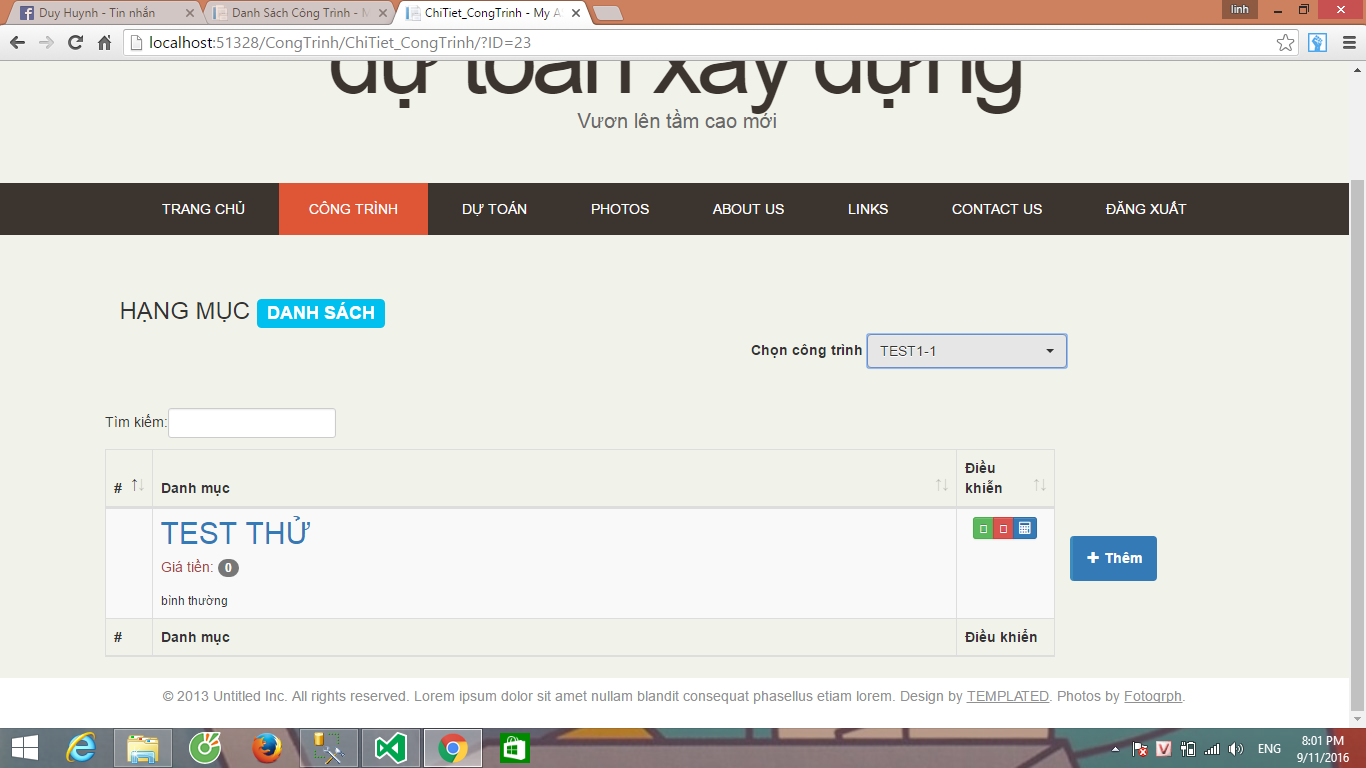 Duy Huynh - Tin nhắn
Danh Sách Công Trình - M
ChiTiet_CongTrinh - My A
linh
localhost:51328/CongTrinh/ChiTiet_CongTrinh/?ID=23
dự toán xây dựng
Vươn lên tầm cao mới
TRANG CHỦ CÔNG TRÌNH DỰ TOÁN PHOTOS ABOUT US LINKS CONTACT US ĐĂNG XUẤT
HẠNG MỤC DANH SÁCH
Chọn công trình TEST1-1
Tìm kiếm:
# Danh mục Điều khiển
TEST THỬ
Giá tiền: 0
bình thường
Thêm
# Danh mục Điều khiển
© 2013 Untitled Inc. All rights reserved. Lorem ipsum dolor sit amet nullam blandit consequat phasellus etiam lorem. Design by TEMPLATED. Photos by Fotogrph.
ENG
8:01 PM
9/11/2016